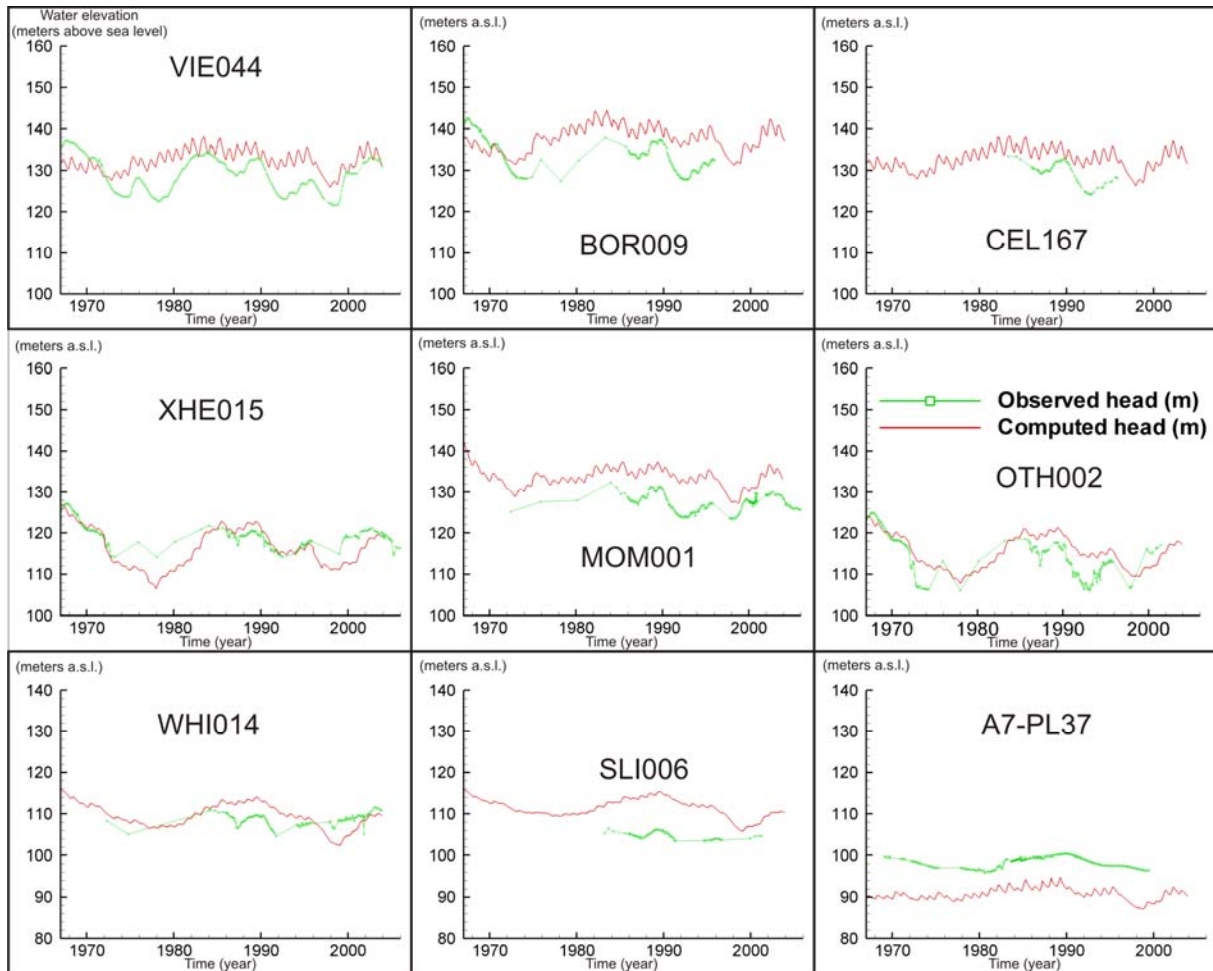 Water elevation
(meters above sea level)
160
150
140
130
120
110
100
VIE044
1970 1980 1990 2000
Time (year)
(meters a.s.l.)
160
150
140
130
120
110
100
BOR009
1970 1980 1990 2000
Time (year)
(meters a.s.l.)
160
150
140
130
120
110
100
CEL167
1970 1980 1990 2000
Time (year)
(meters a.s.l.)
160
150
140
130
120
110
100
XHE015
1970 1980 1990 2000
Time (year)
(meters a.s.l.)
160
150
140
130
120
110
100
MOM001
1970 1980 1990 2000
Time (year)
(meters a.s.l.)
160
150
140
130
120
110
100
Observed head (m)
Computed head (m)
OTH002
1970 1980 1990 2000
Time (year)
(meters a.s.l.)
140
130
120
110
100
90
80
WHI014
1970 1980 1990 2000
Time (year)
(meters a.s.l.)
140
130
120
110
100
90
80
SLI006
1970 1980 1990 2000
Time (year)
(meters a.s.l.)
140
130
120
110
100
90
80
A7-PL37
1970 1980 1990 2000
Time (year)